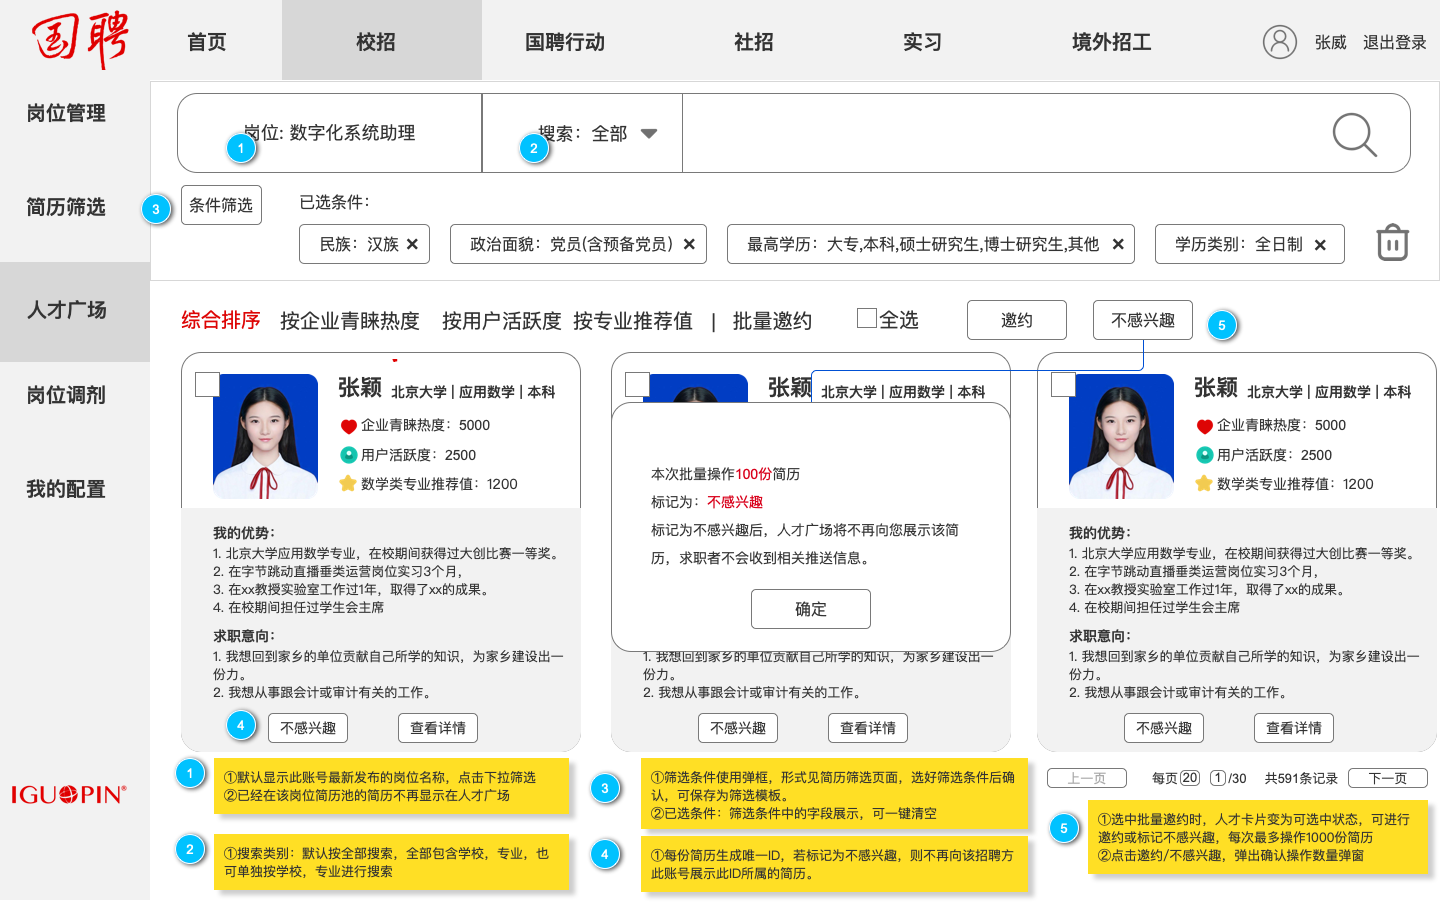 国聘
首页 校招 国聘行动 社招 实习 境外招工 张威 退出登录
岗位管理
简历筛选
人才广场
岗位调剂
我的配置
IGUOPIN®
岗位: 数字化系统助理 搜索：全部
1 2
3 条件筛选 已选条件：
民族：汉族 × 政治面貌：党员(含预备党员) × 最高学历：大专,本科,硕士研究生,博士研究生,其他 × 学历类别：全日制 ×
综合排序 按企业青睐热度 按用户活跃度 按专业推荐值 | 批量邀约 全选 邀约 不感兴趣 5
张颖 北京大学 | 应用数学 | 本科
企业青睐热度：5000
用户活跃度：2500
数学类专业推荐值：1200
我的优势：
1. 北京大学应用数学专业，在校期间获得过大创比赛一等奖。
2. 在字节跳动直播垂类运营岗位实习3个月，
3. 在xx教授实验室工作过1年，取得了xx的成果。
4. 在校期间担任过学生会主席
求职意向：
1. 我想回到家乡的单位贡献自己所学的知识，为家乡建设出一
份力。
2. 我想从事跟会计或审计有关的工作。
4 不感兴趣 查看详情
张颖 北京大学 | 应用数学 | 本科
本次批量操作100份简历
标记为：不感兴趣
标记为不感兴趣后，人才广场将不再向您展示该简
历，求职者不会收到相关推送信息。
确定
1. 我想回到家乡的单位贡献自己所学的知识，为家乡建设出一
份力。
2. 我想从事跟会计或审计有关的工作。
不感兴趣 查看详情
张颖 北京大学 | 应用数学 | 本科
企业青睐热度：5000
用户活跃度：2500
数学类专业推荐值：1200
我的优势：
1. 北京大学应用数学专业，在校期间获得过大创比赛一等奖。
2. 在字节跳动直播垂类运营岗位实习3个月，
3. 在xx教授实验室工作过1年，取得了xx的成果。
4. 在校期间担任过学生会主席
求职意向：
1. 我想回到家乡的单位贡献自己所学的知识，为家乡建设出一
份力。
2. 我想从事跟会计或审计有关的工作。
不感兴趣 查看详情
上一页 每页20 1/30 共591条记录 下一页
1
①默认显示此账号最新发布的岗位名称，点击下拉筛选
②已经在该岗位简历池的简历不再显示在人才广场
2
①搜索类别：默认按全部搜索，全部包含学校，专业，也
可单独按学校，专业进行搜索
3
①筛选条件使用弹框，形式见简历筛选页面，选好筛选条件后确
认，可保存为筛选模板。
②已选条件：筛选条件中的字段展示，可一键清空
4
①每份简历生成唯一ID，若标记为不感兴趣，则不再向该招聘方
此账号展示此ID所属的简历。
5
①选中批量邀约时，人才卡片变为可选中状态，可进行
邀约或标记不感兴趣，每次最多操作1000份简历
②点击邀约/不感兴趣，弹出确认操作数量弹窗